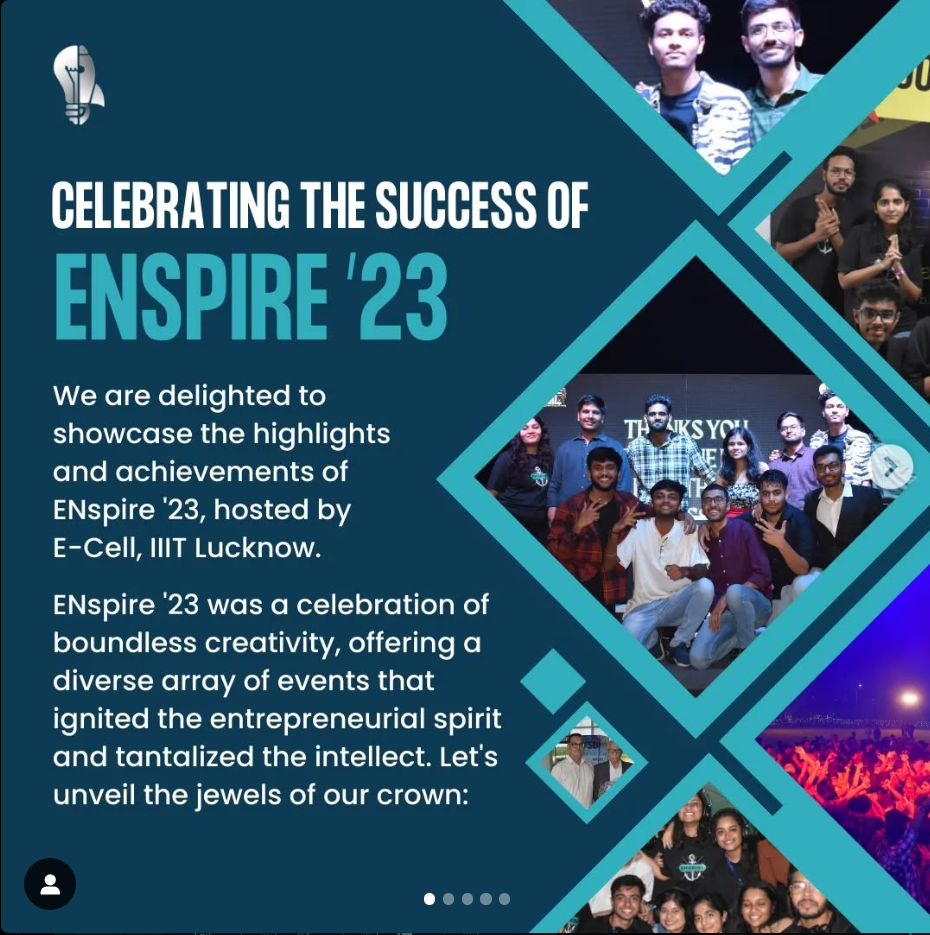 CELEBRATING THE SUCCESS OF
ENSPIRE '23
We are delighted to
showcase the highlights
and achievements of
ENspire '23, hosted by
E-Cell, IIIT Lucknow.
ENspire '23 was a celebration of
boundless creativity, offering a
diverse array of events that
ignited the entrepreneurial spirit
and tantalized the intellect. Let's
unveil the jewels of our crown:
THANKS YOU